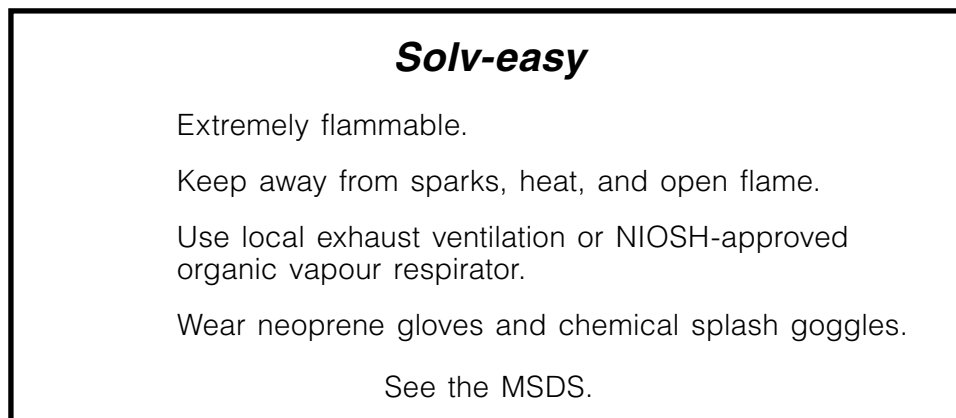 Solv-easy
Extremely flammable.
Keep away from sparks, heat, and open flame.
Use local exhaust ventilation or NIOSH-approved
organic vapour respirator.
Wear neoprene gloves and chemical splash goggles.
See the MSDS.